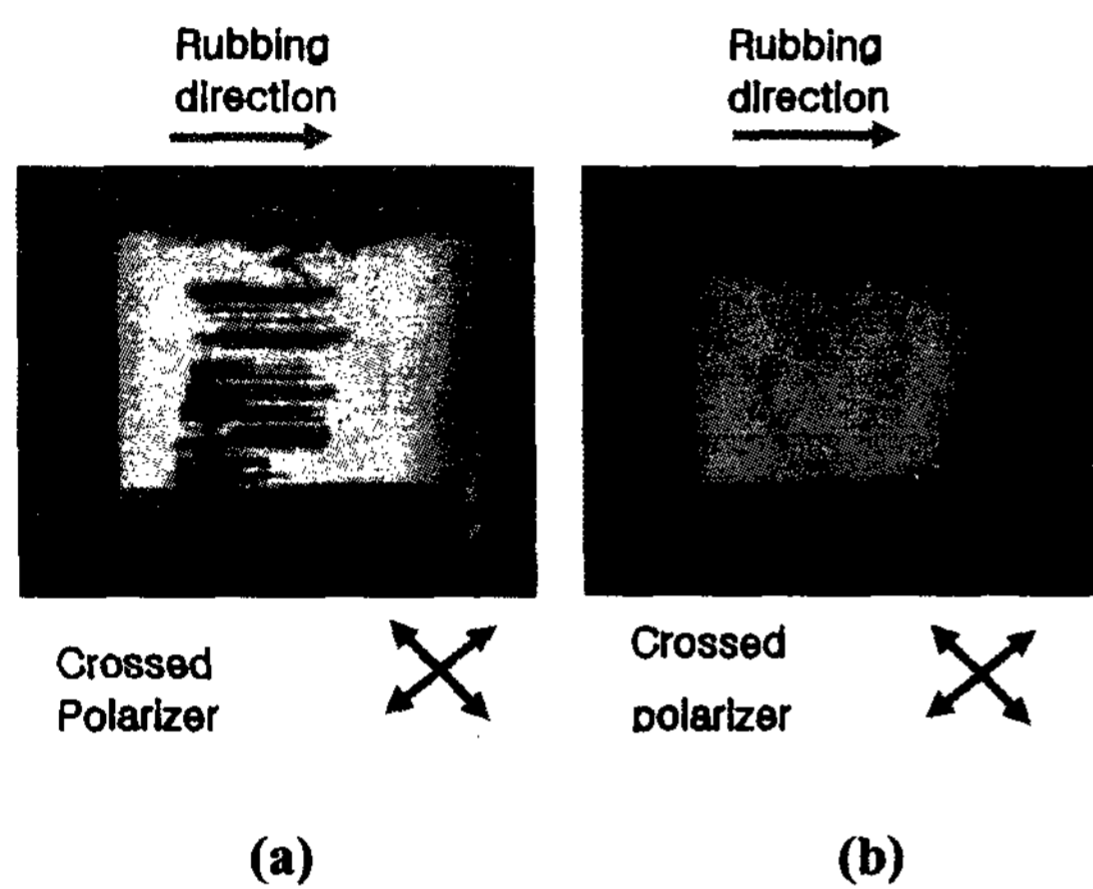 Rubbing
direction
Rubbing
direction
Crossed
Polarizer
Crossed
polarizer
(a)
(b)